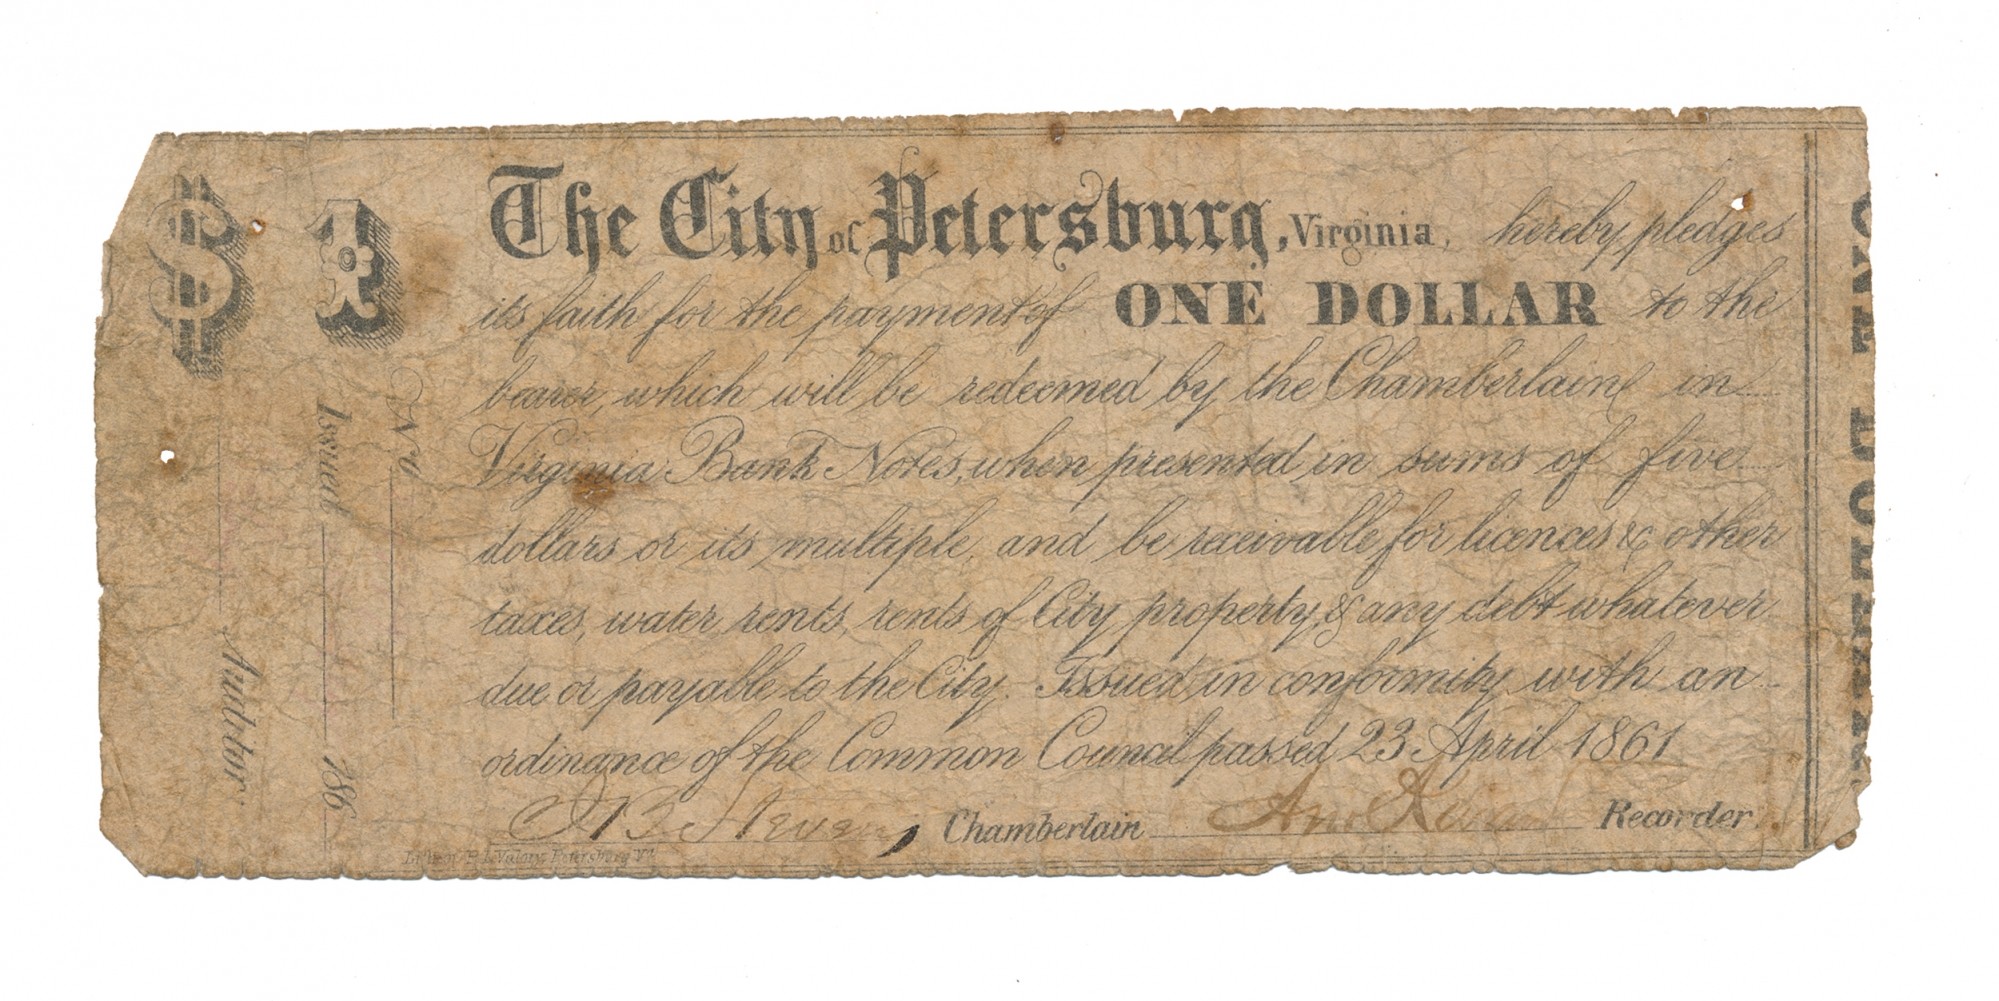 The City of Petersburg, Virginia, hereby pledges
its faith for the payment of ONE DOLLAR to the
bearer, which will be redeemed by the Chamberlaine in
Virginia Bank Notes, when presented in sums of five
dollars or its multiple, and be receivable for licences & other
taxes, water rents, rents of City property, & any debt whatever
due or payable to the City. Issued in conformity with an
ordinance of the Common Council passed 23 April 1861
Chamberlain Recorder
Petersburg Va.
$ 1
No
Issued 186
Auditor
ONE DOLLAR